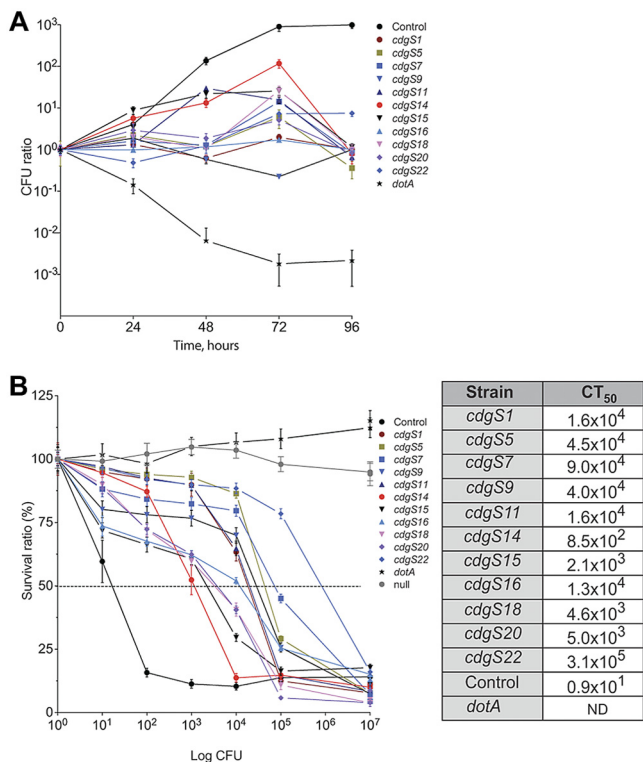 A
CFU ratio
10³
10²
10¹
10⁰
10⁻¹
10⁻²
10⁻³
0
24
48
72
96
Time, hours
Control
cdgS1
cdgS5
cdgS7
cdgS9
cdgS11
cdgS14
cdgS15
cdgS16
cdgS18
cdgS20
cdgS22
dotA
B
Survival ratio (%)
125
100
75
50
25
0
10⁰
10¹
10²
10³
10⁴
10⁵
10⁷
Log CFU
Control
cdgS1
cdgS5
cdgS7
cdgS9
cdgS11
cdgS14
cdgS15
cdgS16
cdgS18
cdgS20
cdgS22
dotA
null
Strain CT₅₀
cdgS1 1.6x10⁴
cdgS5 4.5x10⁴
cdgS7 9.0x10⁴
cdgS9 4.0x10⁴
cdgS11 1.6x10⁴
cdgS14 8.5x10²
cdgS15 2.1x10³
cdgS16 1.3x10⁴
cdgS18 4.6x10³
cdgS20 5.0x10³
cdgS22 3.1x10⁵
Control 0.9x10¹
dotA ND